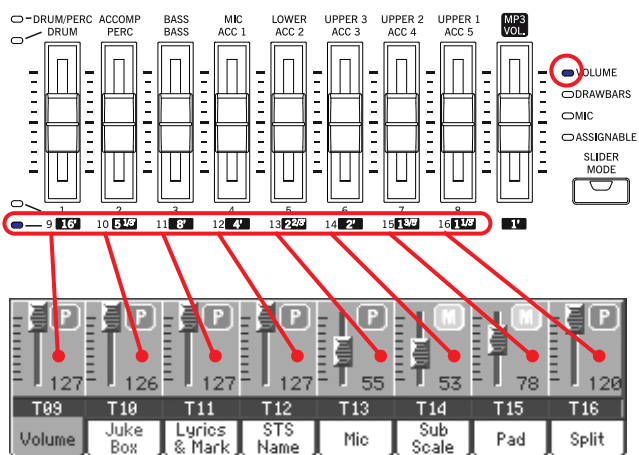 DRUM/PERC ACCOMP BASS MIC LOWER UPPER 3 UPPER 2 UPPER 1 MP3
DRUM PERC BASS ACC 1 ACC 2 ACC 3 ACC 4 ACC 5 VOL.
VOLUME
DRAWBARS
MIC
ASSIGNABLE
SLIDER
MODE
1 2 3 4 5 6 7 8
9 16' 10 5 1/3' 11 8' 12 4' 13 2 2/3' 14 2' 15 1 3/5' 16 1 1/3' 1'
P P P P P M M P
127 126 127 127 55 53 78 120
T09 T10 T11 T12 T13 T14 T15 T16
Volume Juke Lyrics STS Mic Sub Pad Split
Box & Mark Name Scale